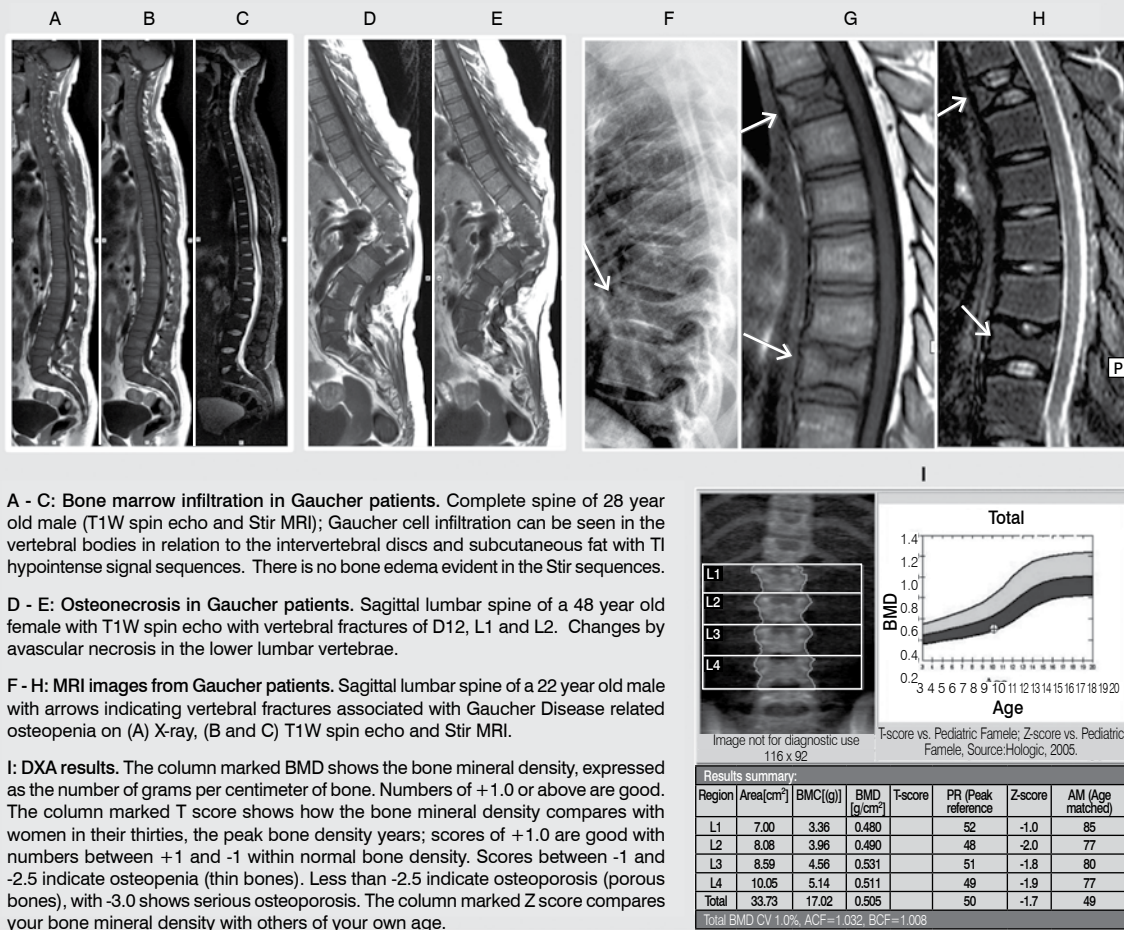 A B C D E F G H
P
A - C: Bone marrow infiltration in Gaucher patients. Complete spine of 28 year
old male (T1W spin echo and Stir MRI); Gaucher cell infiltration can be seen in the
vertebral bodies in relation to the intervertebral discs and subcutaneous fat with TI
hypointense signal sequences. There is no bone edema evident in the Stir sequences.
D - E: Osteonecrosis in Gaucher patients. Sagittal lumbar spine of a 48 year old
female with T1W spin echo with vertebral fractures of D12, L1 and L2. Changes by
avascular necrosis in the lower lumbar vertebrae.
F - H: MRI images from Gaucher patients. Sagittal lumbar spine of a 22 year old male
with arrows indicating vertebral fractures associated with Gaucher Disease related
osteopenia on (A) X-ray, (B and C) T1W spin echo and Stir MRI.
I: DXA results. The column marked BMD shows the bone mineral density, expressed
as the number of grams per centimeter of bone. Numbers of +1.0 or above are good.
The column marked T score shows how the bone mineral density compares with
women in their thirties, the peak bone density years; scores of +1.0 are good with
numbers between +1 and -1 within normal bone density. Scores between -1 and
-2.5 indicate osteopenia (thin bones). Less than -2.5 indicate osteoporosis (porous
bones), with -3.0 shows serious osteoporosis. The column marked Z score compares
your bone mineral density with others of your own age.
I
L1
L2
L3
L4
Image not for diagnostic use
116 x 92
Total
BMD
1.4
1.2
1.0
0.8
0.6
0.4
0.2
3 4 5 6 7 8 9 10 11 12 13 14 15 16 17 18 19 20
Age
T-score vs. Pediatric Famele; Z-score vs. Pediatric
Famele, Source:Hologic, 2005.
Results summary:
Region Area[cm²] BMC[(g)] BMD [g/cm²] T-score PR (Peak reference Z-score AM (Age matched)
L1 7.00 3.36 0.480 52 -1.0 85
L2 8.08 3.96 0.490 48 -2.0 77
L3 8.59 4.56 0.531 51 -1.8 80
L4 10.05 5.14 0.511 49 -1.9 77
Total 33.73 17.02 0.505 50 -1.7 49
Total BMD CV 1.0%, ACF=1.032, BCF=1.008